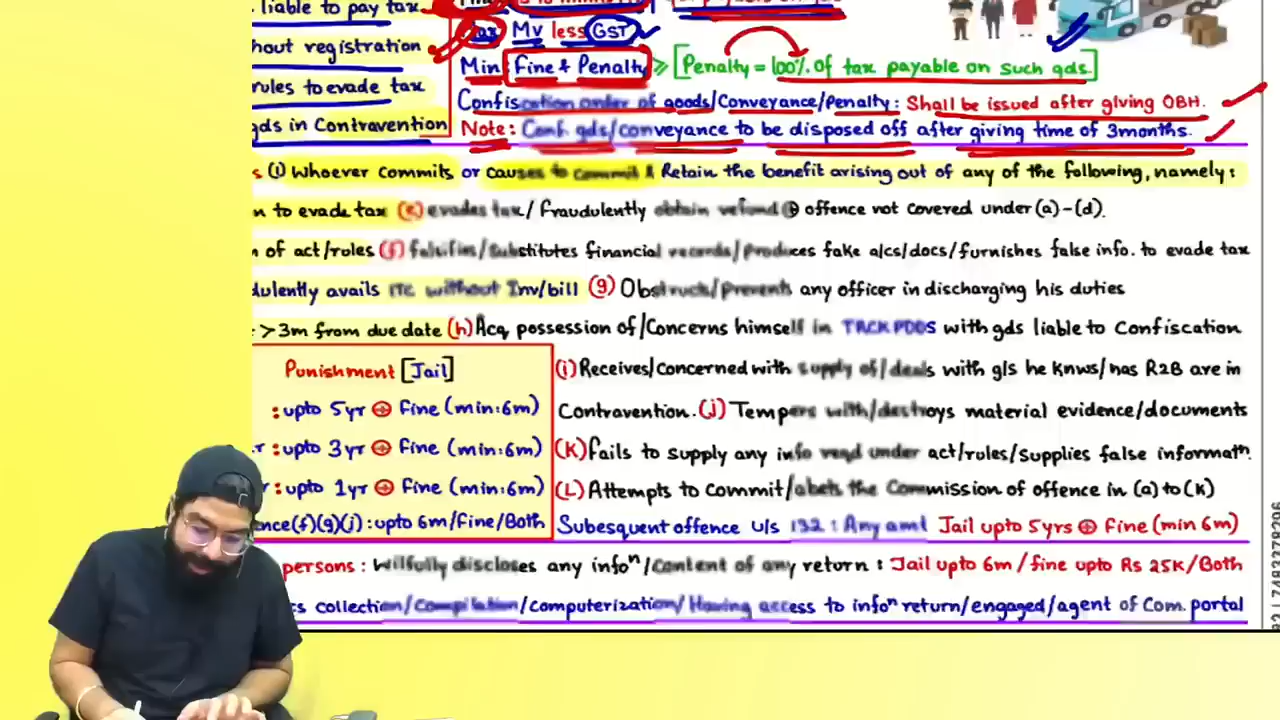 liable to pay tax
hout registration
rules to evade tax
gds in Contravention
Tax MV less GST
Min Fine & Penalty ≥ [Penalty = 100% of tax payable on such gds]
Confiscation order of goods/Conveyance/Penalty: Shall be issued after giving OBH.
Note: Conf. gds/conveyance to be disposed off after giving time of 3months.
s (i) Whoever commits or causes to commit & Retain the benefit arising out of any of the following, namely:
n to evade tax (e) evades tax/ fraudulently obtain refund ⊕ offence not covered under (a)-(d).
n of act/rules (f) falsifies/Substitutes financial records/Produces fake a/cs/docs/furnishes false info. to evade tax
dulently avails ITC without Inv/bill (g) Obstructs/prevents any officer in discharging his duties
>3m from due date (h) Acq possession of/Concerns himself in TRCKPDDS with gds liable to Confiscation
Punishment [Jail]
: upto 5yr ⊕ fine (min:6m)
r : upto 3yr ⊕ fine (min:6m)
r : upto 1yr ⊕ fine (min:6m)
ence(f)(g)(j) : upto 6m/Fine/Both
(i) Receives/concerned with supply of/deals with g/s he knws/has R2B are in
Contravention. (j) Tempers with/destroys material evidence/documents
(K) fails to supply any info reqd under act/rules/supplies false informatⁿ.
(L) Attempts to Commit/abets the Commission of offence in (a) to (k)
Subesquent offence u/s 132 : Any amt Jail upto 5yrs ⊕ fine (min 6m)
persons : Wilfully discloses any infoⁿ/Content of any return : Jail upto 6m/fine upto Rs 25K/Both
s collection/Compilation/computerization/Having access to infoⁿ return/engaged/agent of Com. portal